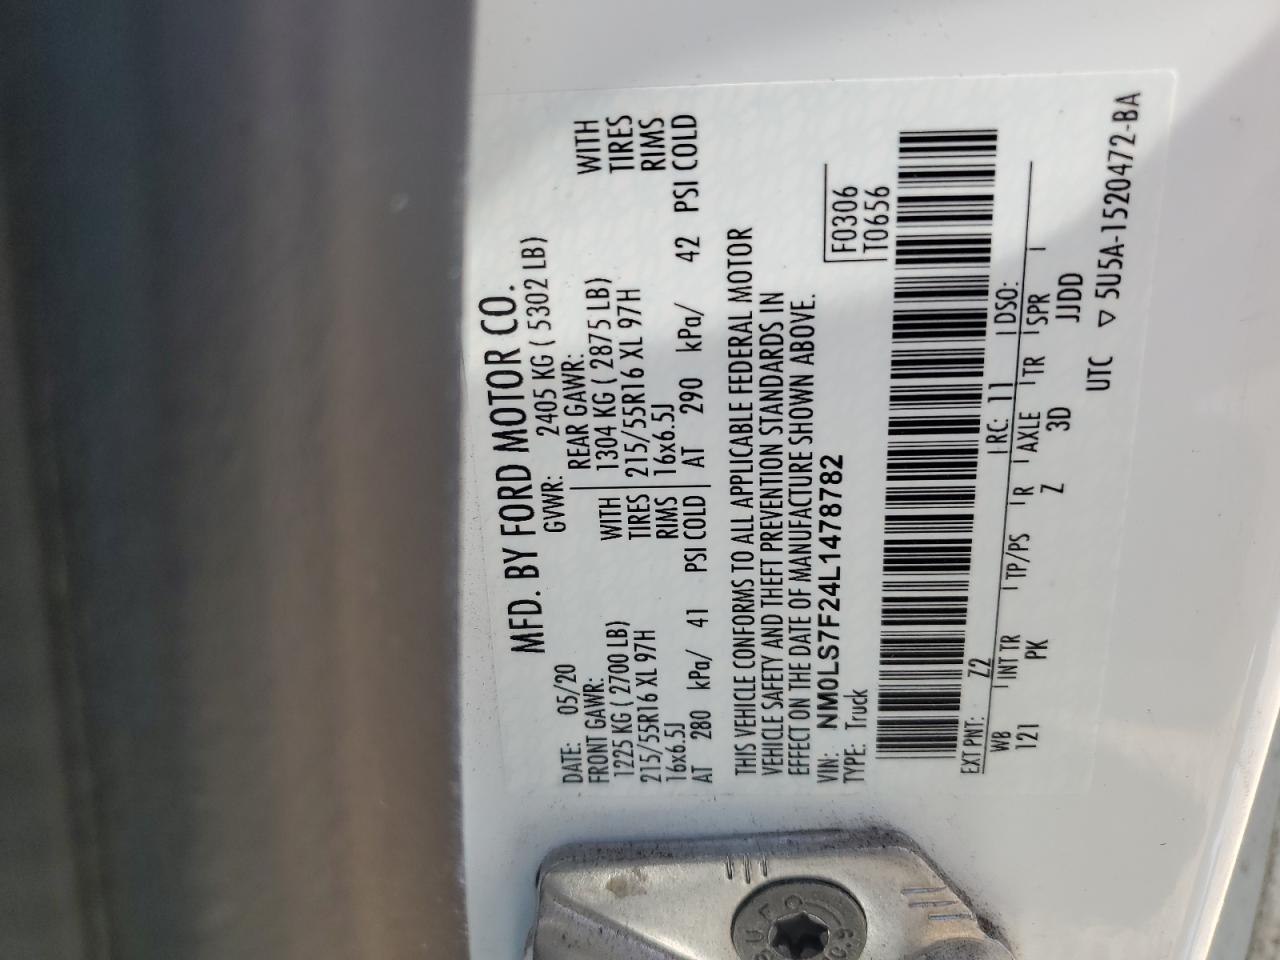 MFD. BY FORD MOTOR CO.
DATE: 05/20 GVWR: 2405 KG ( 5302 LB)
FRONT GAWR: REAR GAWR:
1225 KG ( 2700 LB) WITH 1304 KG ( 2875 LB) WITH
215/55R16 XL 97H TIRES 215/55R16 XL 97H TIRES
16x6.5J RIMS 16x6.5J RIMS
AT 280 kPa/ 41 PSI COLD AT 290 kPa/ 42 PSI COLD
THIS VEHICLE CONFORMS TO ALL APPLICABLE FEDERAL MOTOR
VEHICLE SAFETY AND THEFT PREVENTION STANDARDS IN
EFFECT ON THE DATE OF MANUFACTURE SHOWN ABOVE.
VIN: NM0LS7F24L1478782 F0306
TYPE: Truck T0656
EXT PNT: Z2 RC: 11 DSO:
WB INT TR TP/PS R AXLE TR SPR
121 PK Z 3D JJDD
UTC ▽ 5U5A-1520472-BA